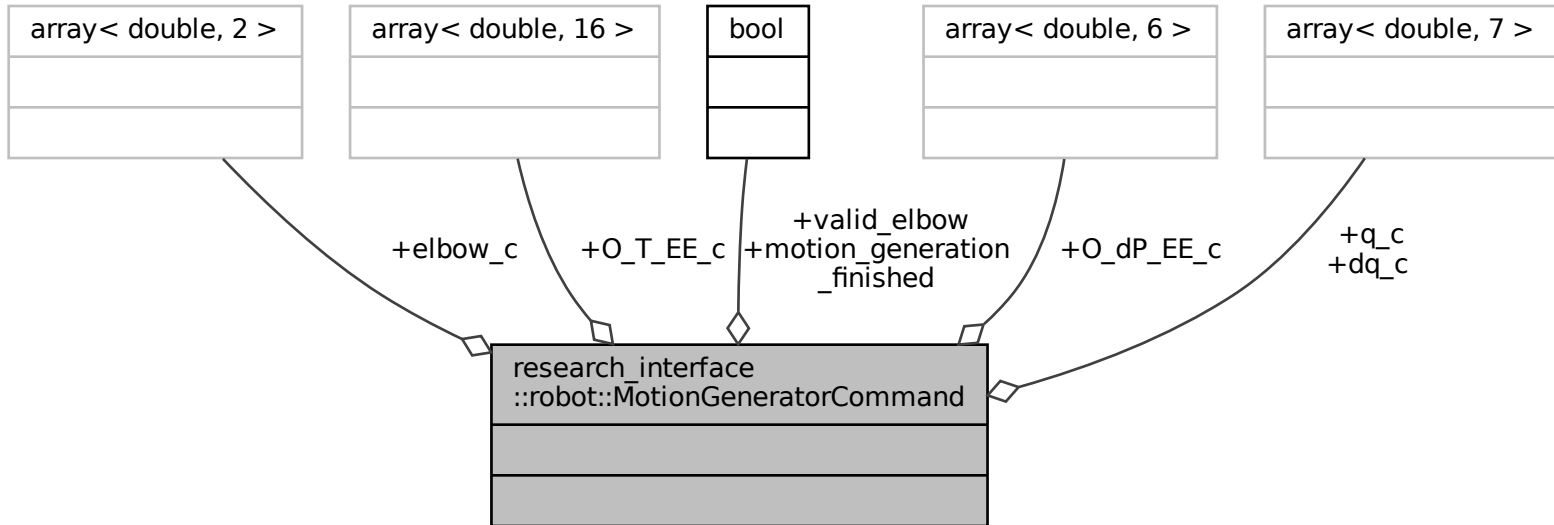 array< double, 2 >
array< double, 16 >
bool
array< double, 6 >
array< double, 7 >
+elbow_c
+O_T_EE_c
+valid_elbow
+motion_generation
_finished
+O_dP_EE_c
+q_c
+dq_c
research_interface
::robot::MotionGeneratorCommand